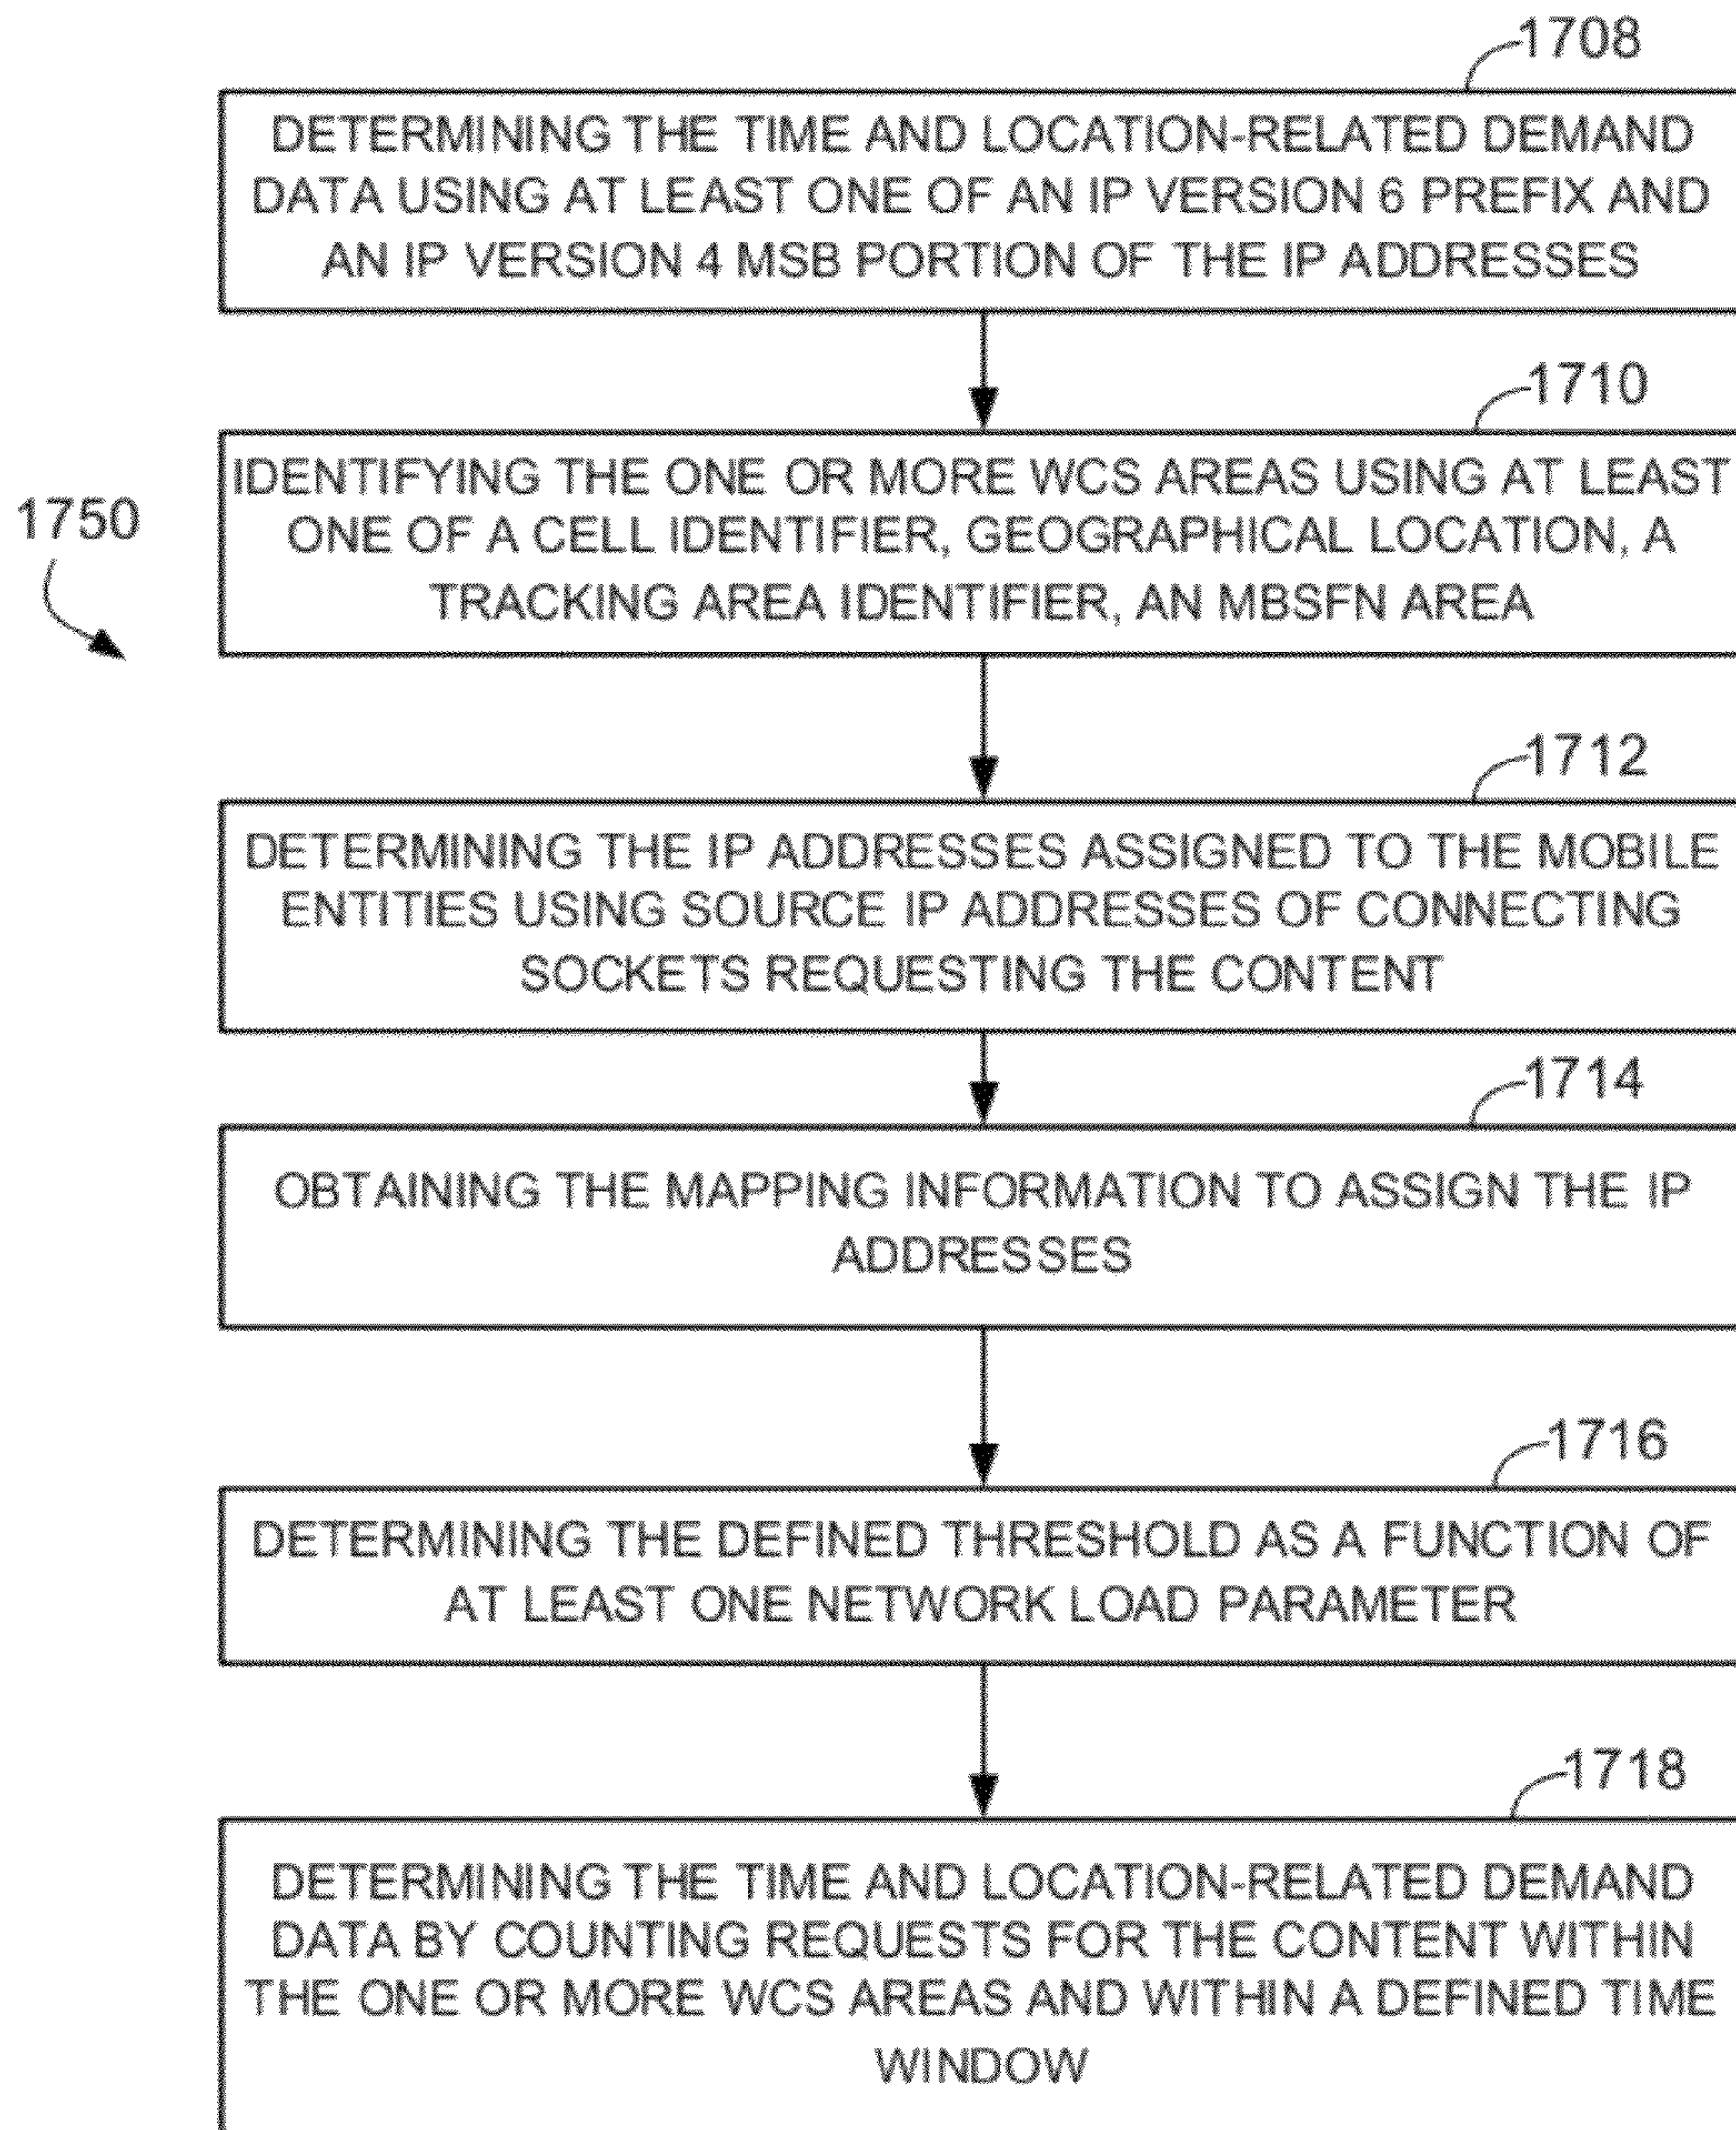 1708
DETERMINING THE TIME AND LOCATION-RELATED DEMAND
DATA USING AT LEAST ONE OF AN IP VERSION 6 PREFIX AND
AN IP VERSION 4 MSB PORTION OF THE IP ADDRESSES
1710
IDENTIFYING THE ONE OR MORE WCS AREAS USING AT LEAST
ONE OF A CELL IDENTIFIER, GEOGRAPHICAL LOCATION, A
TRACKING AREA IDENTIFIER, AN MBSFN AREA
1750
1712
DETERMINING THE IP ADDRESSES ASSIGNED TO THE MOBILE
ENTITIES USING SOURCE IP ADDRESSES OF CONNECTING
SOCKETS REQUESTING THE CONTENT
1714
OBTAINING THE MAPPING INFORMATION TO ASSIGN THE IP
ADDRESSES
1716
DETERMINING THE DEFINED THRESHOLD AS A FUNCTION OF
AT LEAST ONE NETWORK LOAD PARAMETER
1718
DETERMINING THE TIME AND LOCATION-RELATED DEMAND
DATA BY COUNTING REQUESTS FOR THE CONTENT WITHIN
THE ONE OR MORE WCS AREAS AND WITHIN A DEFINED TIME
WINDOW